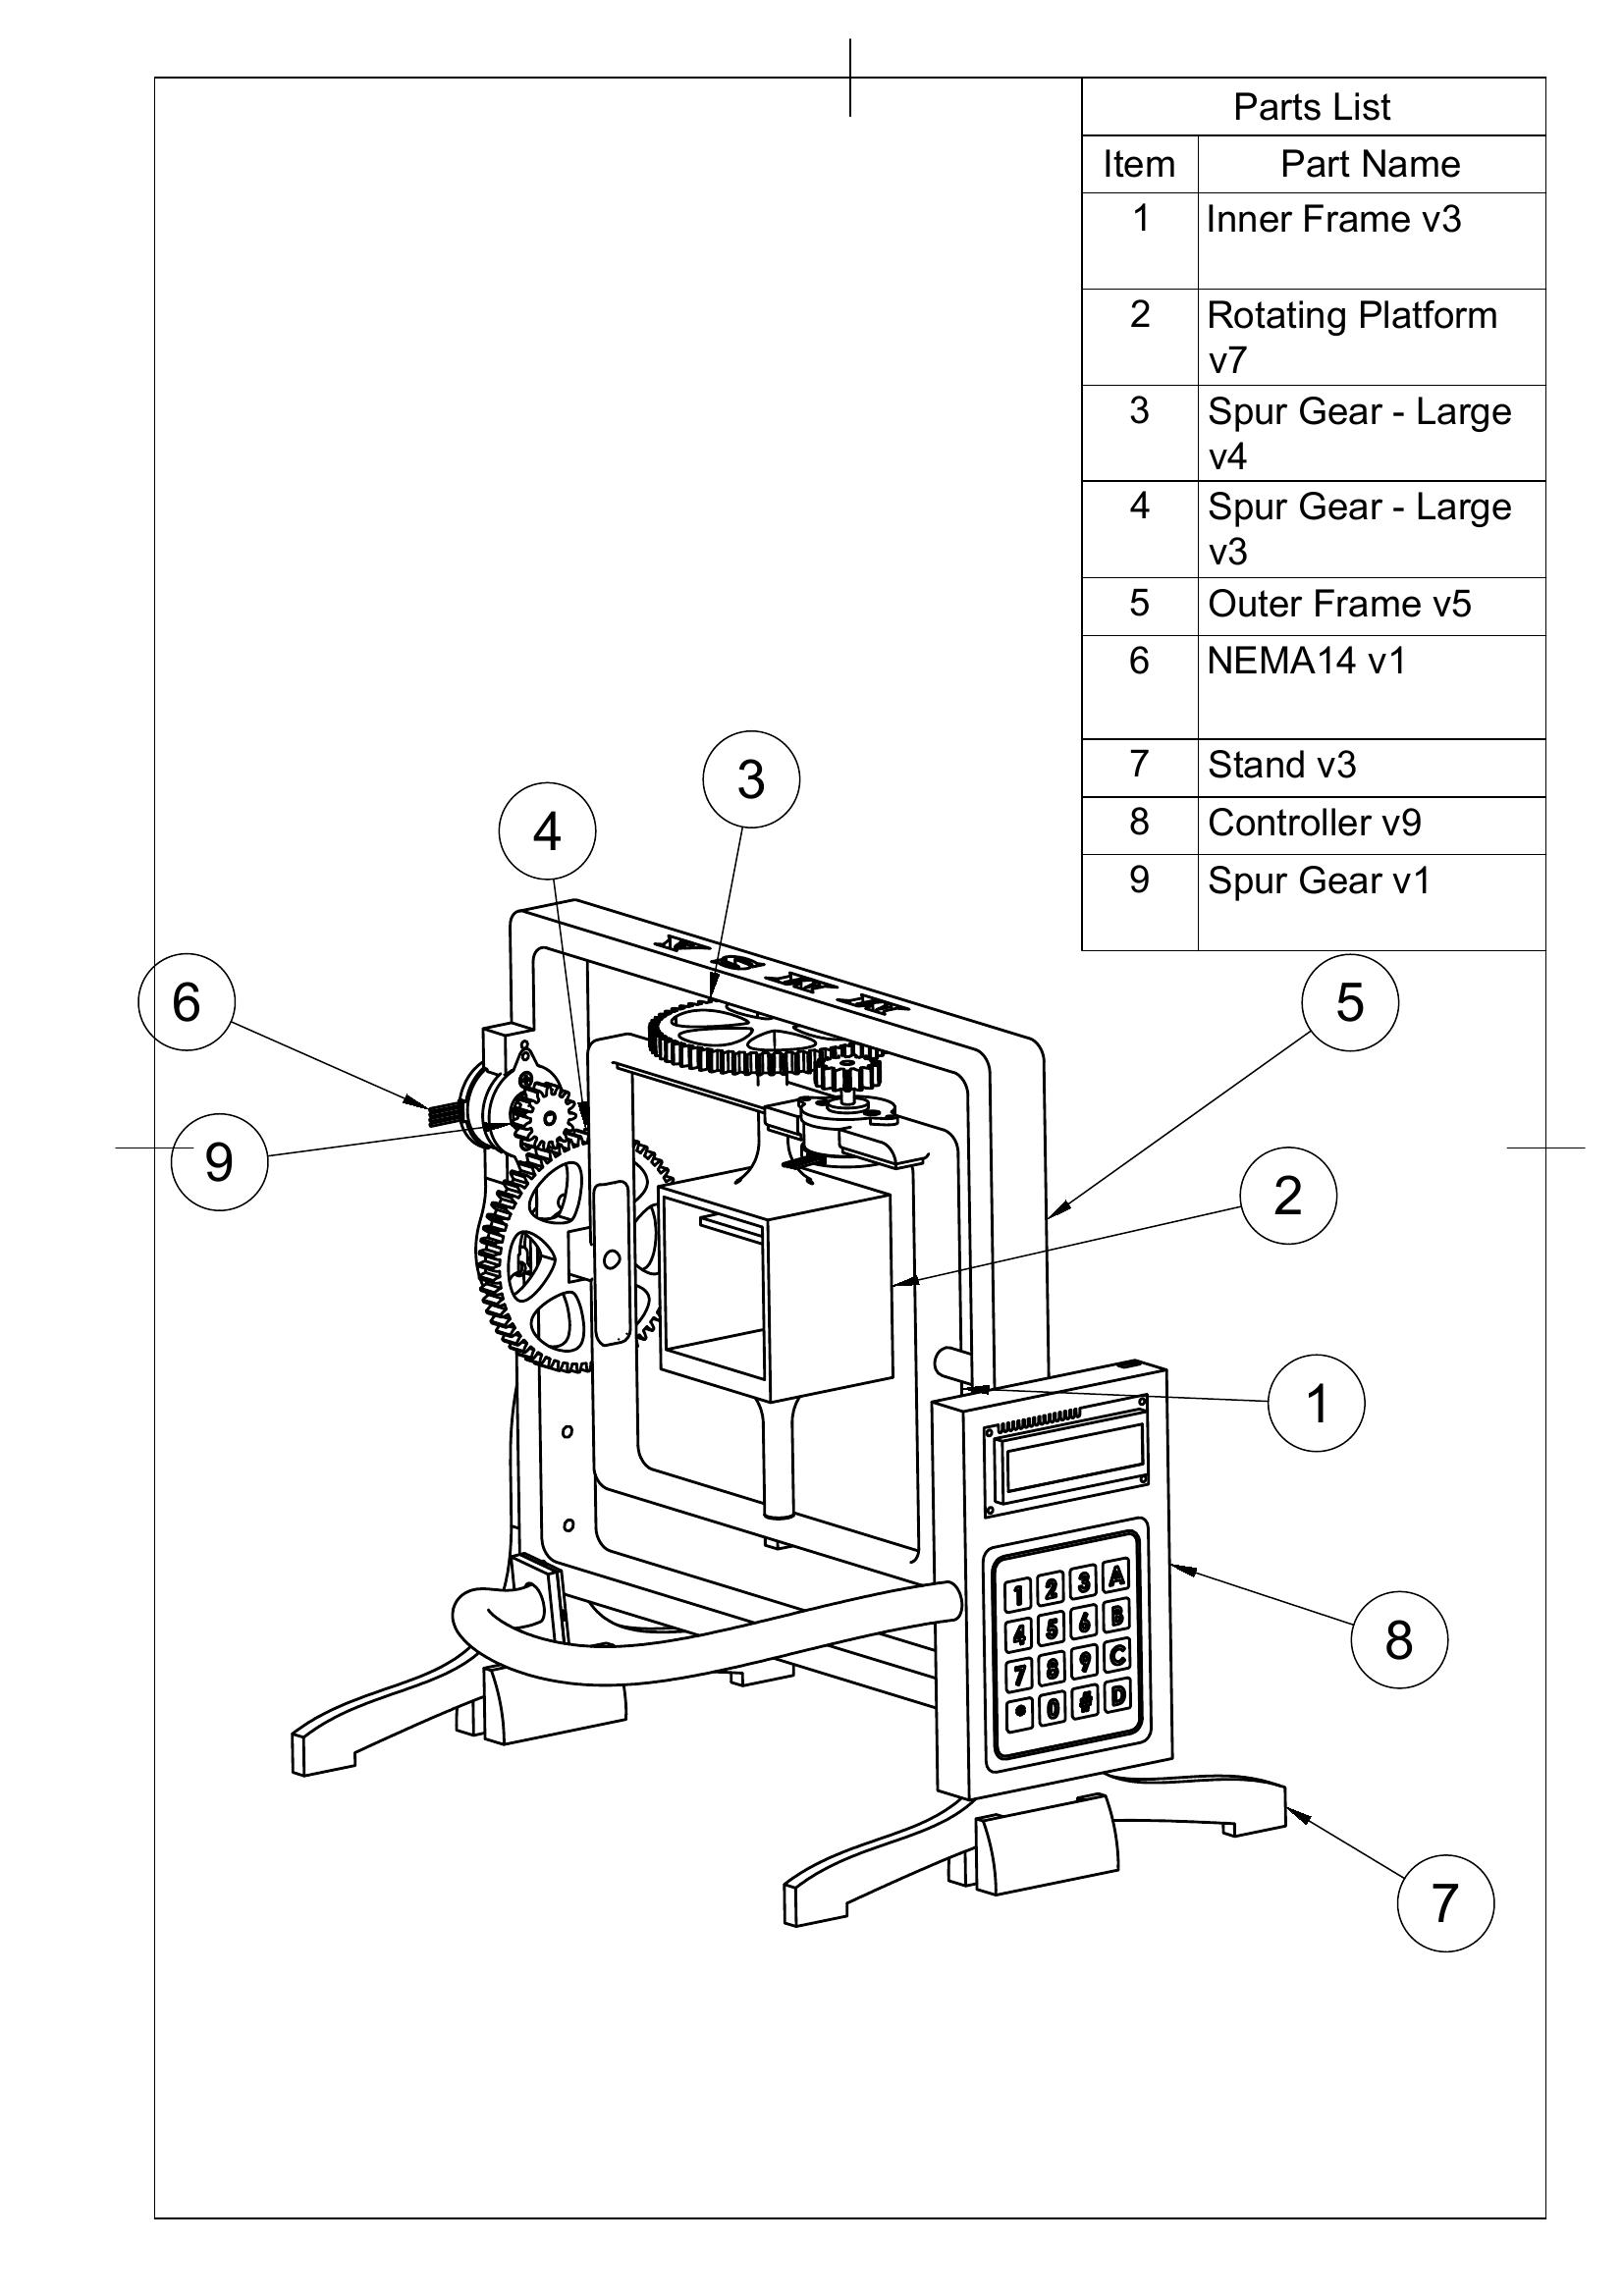 Parts List
Item Part Name
1 Inner Frame v3
2 Rotating Platform
v7
3 Spur Gear - Large
v4
4 Spur Gear - Large
v3
5 Outer Frame v5
6 NEMA14 v1
7 Stand v3
8 Controller v9
9 Spur Gear v1
3
4
6
5
9
2
1
8
7
1 2 3 A
4 5 6 B
7 8 9 C
* 0 # D